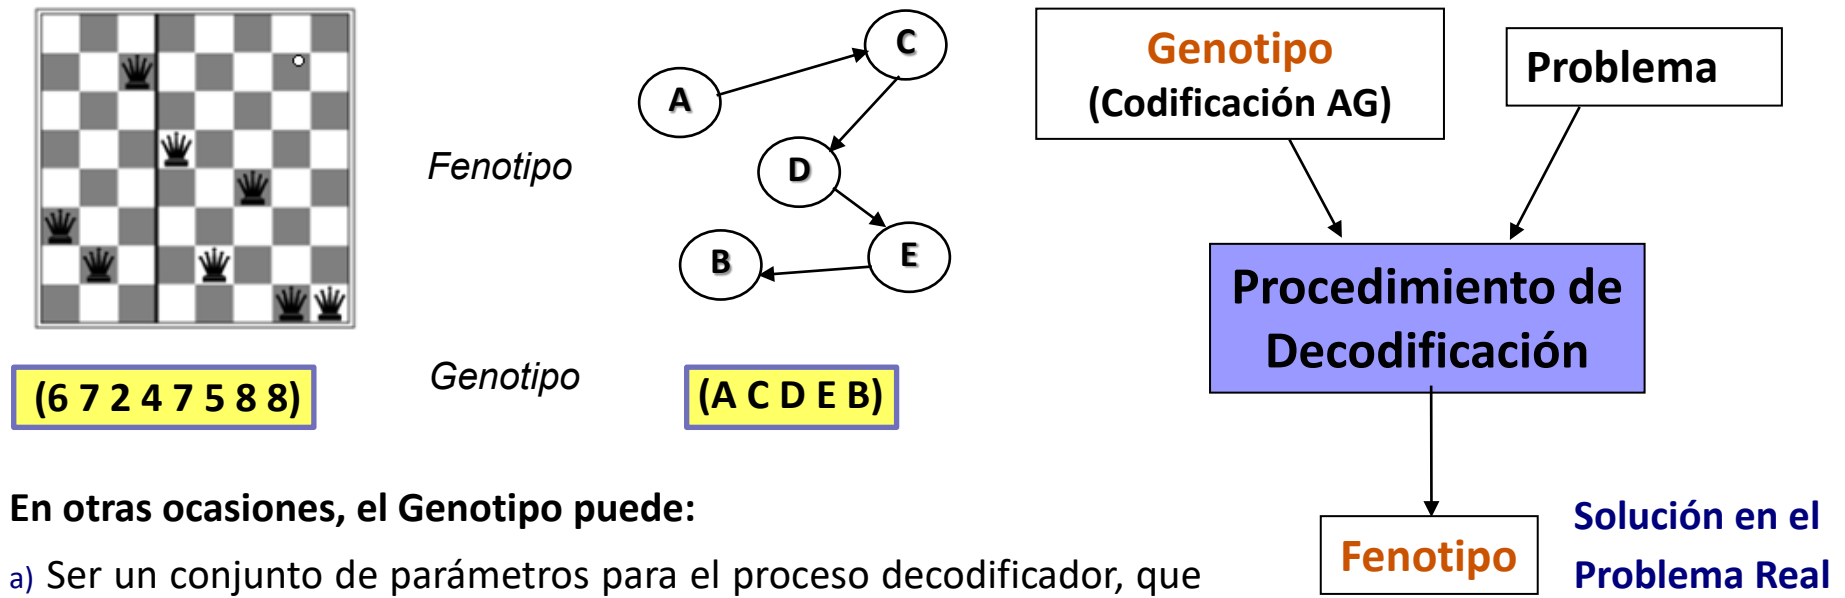 Fenotipo
(6 7 2 4 7 5 8 8)
Genotipo
A
C
D
E
B
(A C D E B)
Genotipo
(Codificación AG)
Problema
Procedimiento de
Decodificación
Fenotipo
Solución en el
Problema Real
En otras ocasiones, el Genotipo puede:
a) Ser un conjunto de parámetros para el proceso decodificador, que